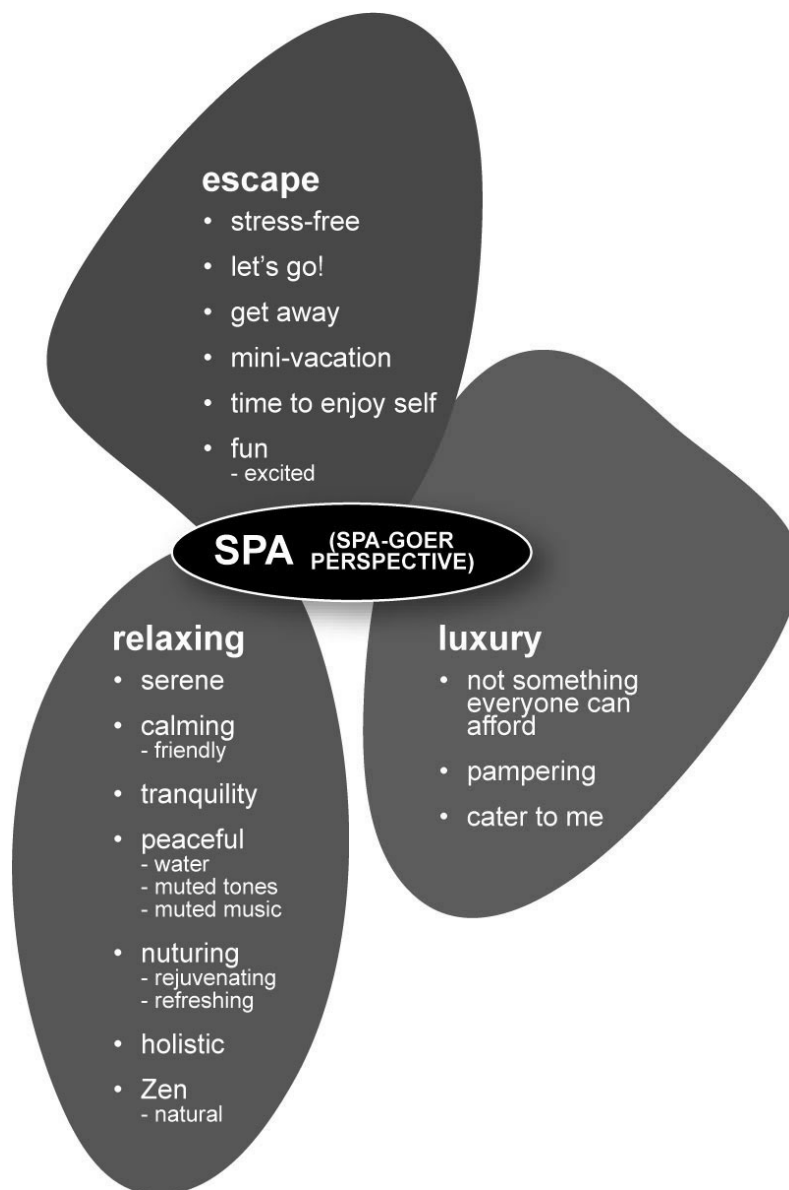 escape
• stress-free
• let's go!
• get away
• mini-vacation
• time to enjoy self
• fun
- excited
SPA (SPA-GOER
PERSPECTIVE)
relaxing
• serene
• calming
- friendly
• tranquility
• peaceful
- water
- muted tones
- muted music
• nuturing
- rejuvenating
- refreshing
• holistic
• Zen
- natural
luxury
• not something
everyone can
afford
• pampering
• cater to me